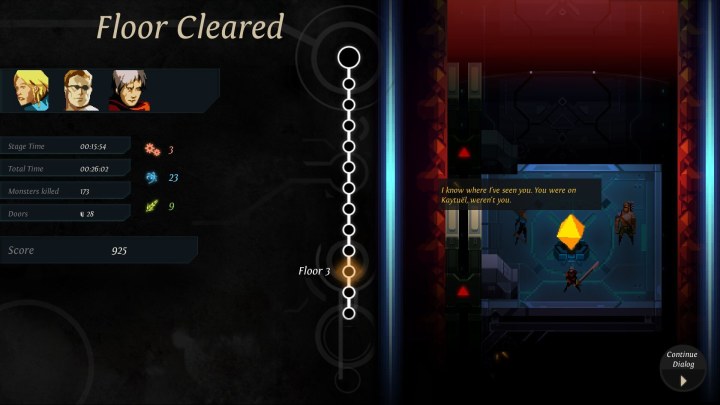 Floor Cleared
Stage Time 00:15:54
3
Total Time 00:26:02
23
Monsters killed 173
9
Doors 28
Score 925
Floor 3
I know where I've seen you. You were on
Kaytuël, weren't you.
Continue
Dialog